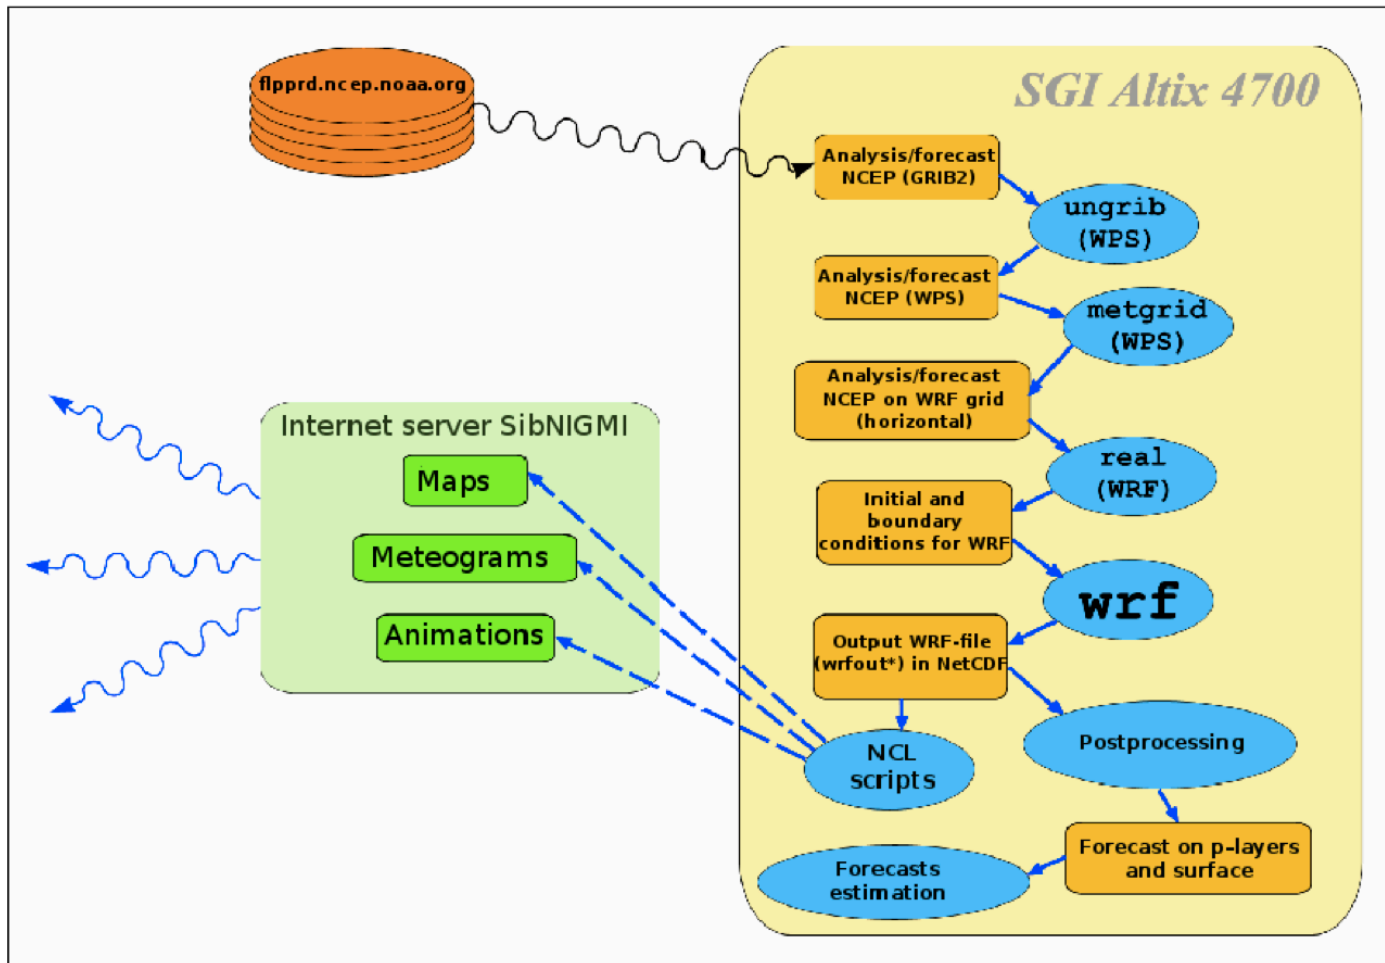 flpprd.ncep.noaa.org
SGI Altix 4700
Analysis/forecast
NCEP (GRIB2)
ungrib
(WPS)
Analysis/forecast
NCEP (WPS)
metgrid
(WPS)
Analysis/forecast
NCEP on WRF grid
(horizontal)
real
(WRF)
Initial and
boundary
conditions for WRF
wrf
Output WRF-file
(wrfout*) in NetCDF
Postprocessing
NCL
scripts
Forecast on p-layers
and surface
Forecasts
estimation
Internet server SibNIGMI
Maps
Meteograms
Animations